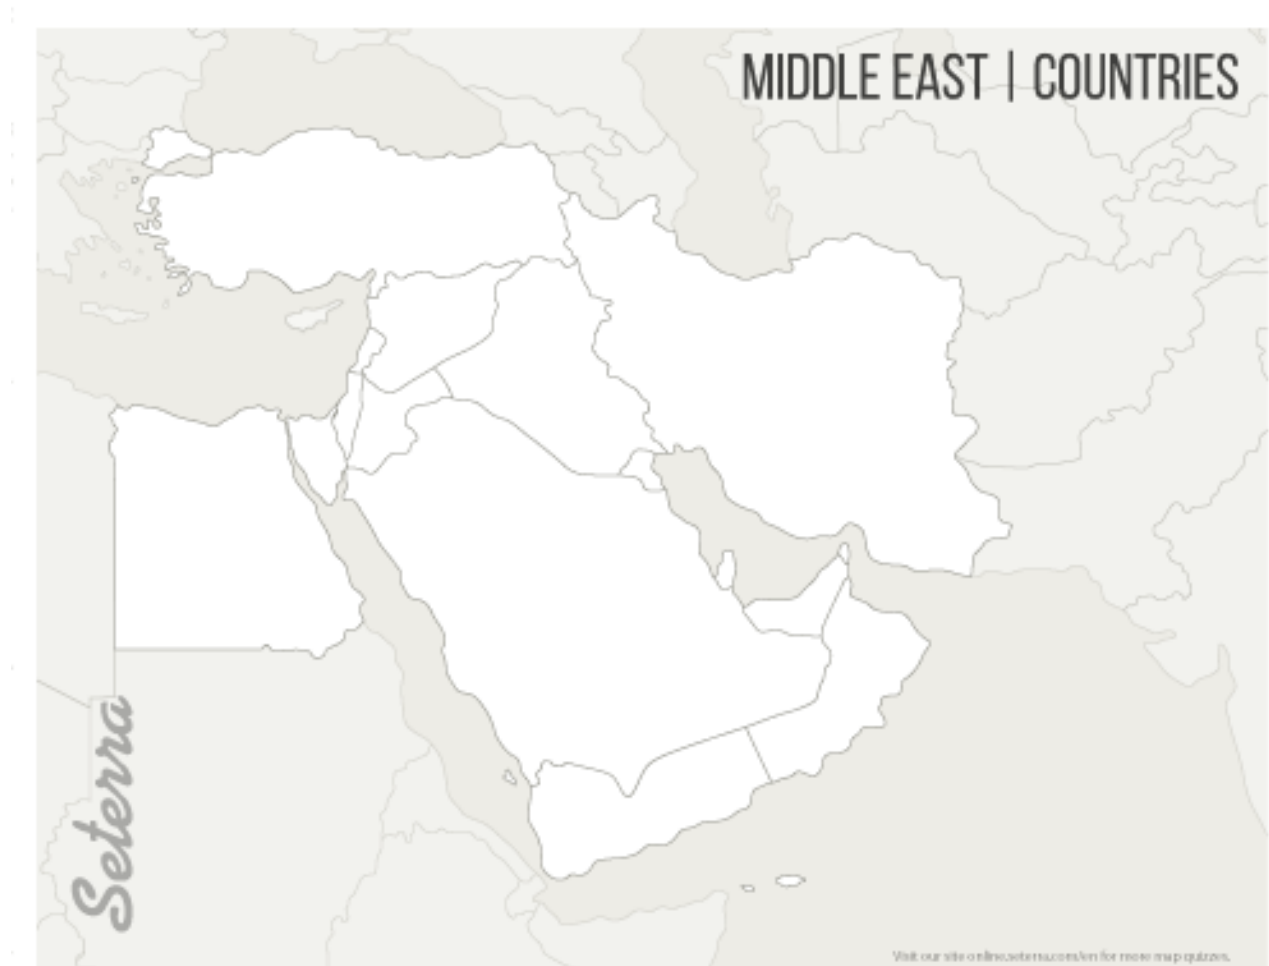 MIDDLE EAST | COUNTRIES
Seterra
Visit our site online.seterra.com/en for more map quizzes.